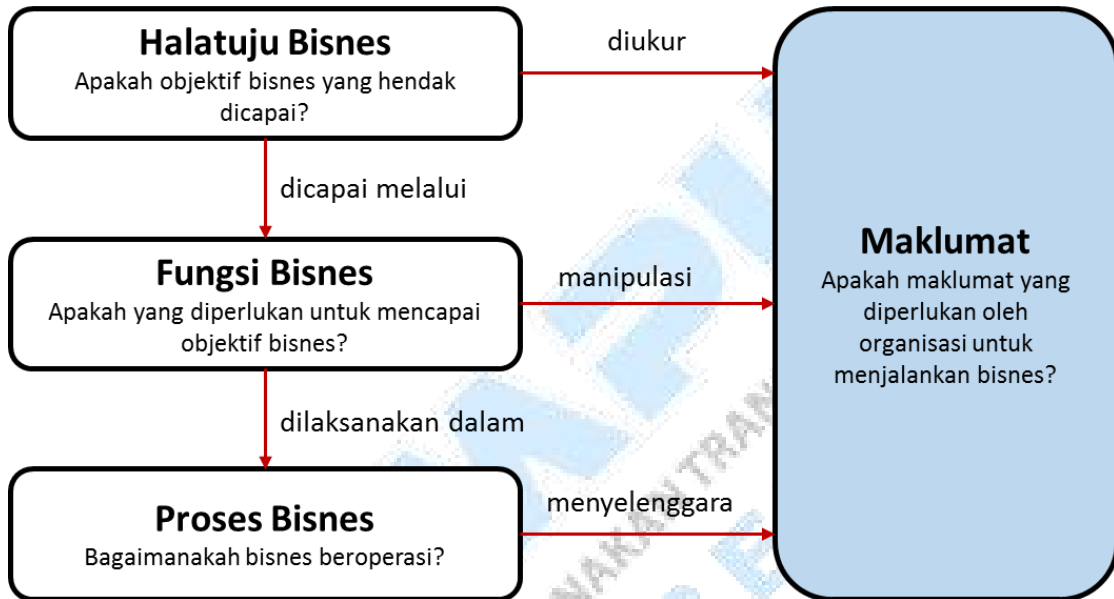 Halatuju Bisnes
Apakah objektif bisnes yang hendak
dicapai?
diukur
dicapai melalui
Fungsi Bisnes
Apakah yang diperlukan untuk mencapai
objektif bisnes?
manipulasi
Maklumat
Apakah maklumat yang
diperlukan oleh
organisasi untuk
menjalankan bisnes?
dilaksanakan dalam
Proses Bisnes
Bagaimanakah bisnes beroperasi?
menyelenggara